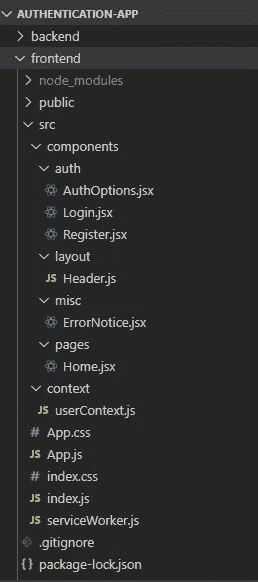 AUTHENTICATION-APP
backend
frontend
node_modules
public
src
components
auth
AuthOptions.jsx
Login.jsx
Register.jsx
layout
JS Header.js
misc
ErrorNotice.jsx
pages
Home.jsx
context
JS userContext.js
# App.css
JS App.js
# index.css
JS index.js
JS serviceWorker.js
.gitignore
{} package-lock.json